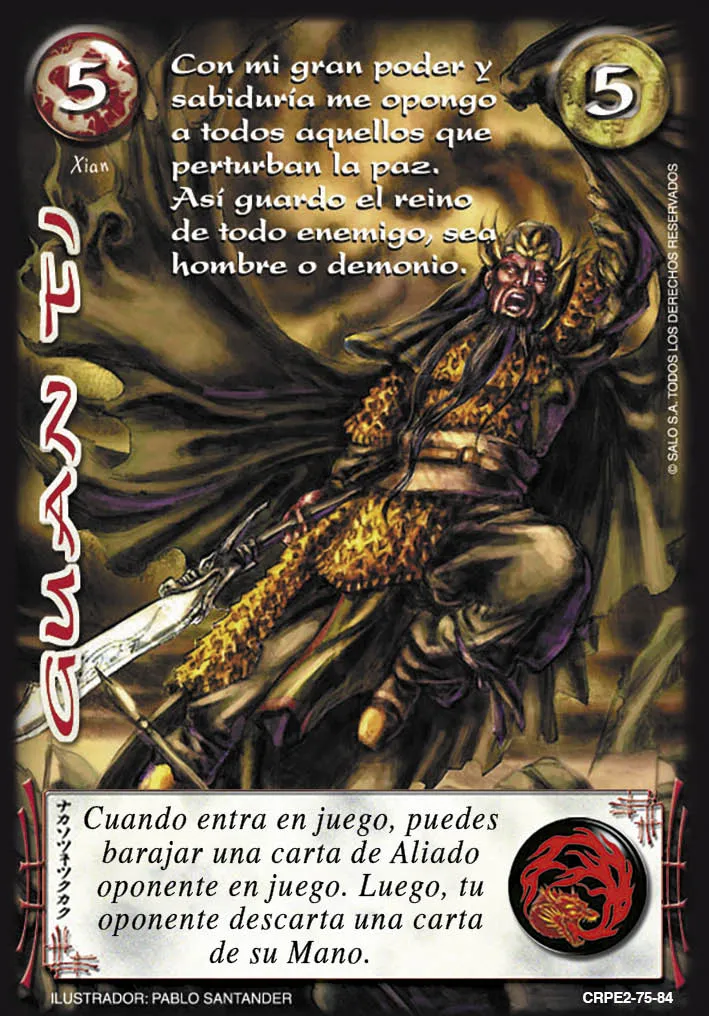 5
5
Xian
Con mi gran poder y
sabiduría me opongo
a todos aquellos que
perturban la paz.
Así guardo el reino
de todo enemigo, sea
hombre o demonio.
GUAN TI
© SALO S.A. TODOS LOS DERECHOS RESERVADOS
ナカソツネツクカク
Cuando entra en juego, puedes
barajar una carta de Aliado
oponente en juego. Luego, tu
oponente descarta una carta
de su Mano.
ILUSTRADOR: PABLO SANTANDER
CRPE2-75-84